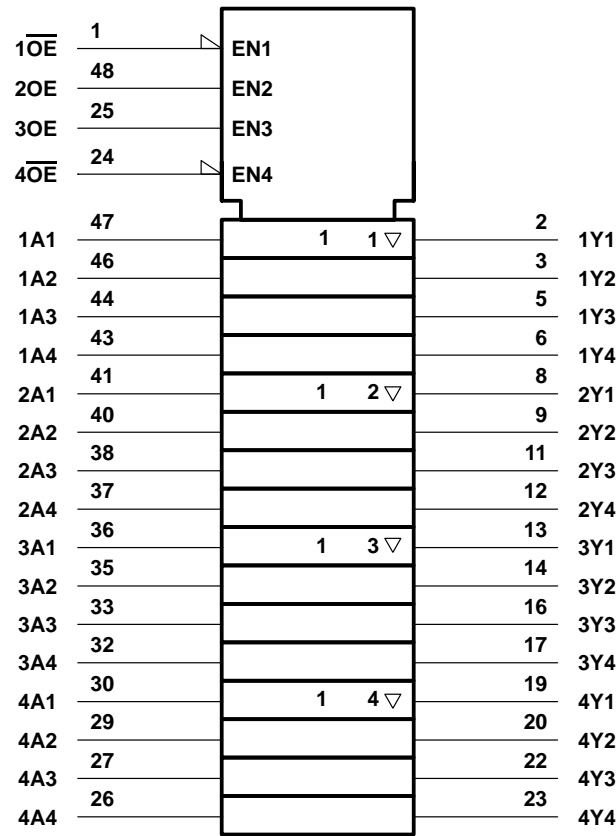 1O̅E̅ 1 EN1
2OE 48 EN2
3OE 25 EN3
4O̅E̅ 24 EN4
1A1 47 1 1 ▽ 2 1Y1
1A2 46 3 1Y2
1A3 44 5 1Y3
1A4 43 6 1Y4
2A1 41 1 2 ▽ 8 2Y1
2A2 40 9 2Y2
2A3 38 11 2Y3
2A4 37 12 2Y4
3A1 36 1 3 ▽ 13 3Y1
3A2 35 14 3Y2
3A3 33 16 3Y3
3A4 32 17 3Y4
4A1 30 1 4 ▽ 19 4Y1
4A2 29 20 4Y2
4A3 27 22 4Y3
4A4 26 23 4Y4